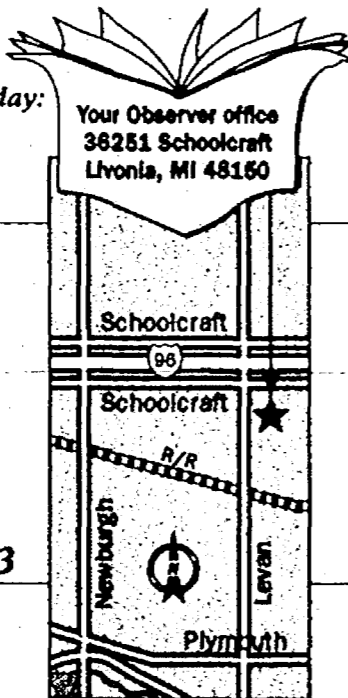 day:
Your Observer office
36251 Schoolcraft
Livonia, MI 48150
Schoolcraft
96
Schoolcraft
R/R
Newburgh
Levan
3
Plymouth